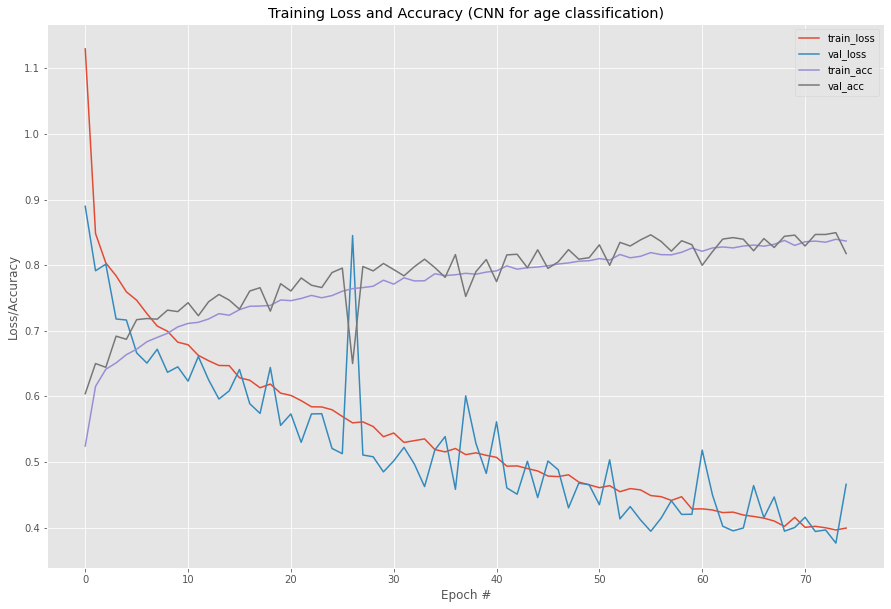 Training Loss and Accuracy (CNN for age classification)
train_loss
val_loss
train_acc
val_acc
1.1
1.0
0.9
0.8
0.7
0.6
0.5
0.4
Loss/Accuracy
0 10 20 30 40 50 60 70
Epoch #